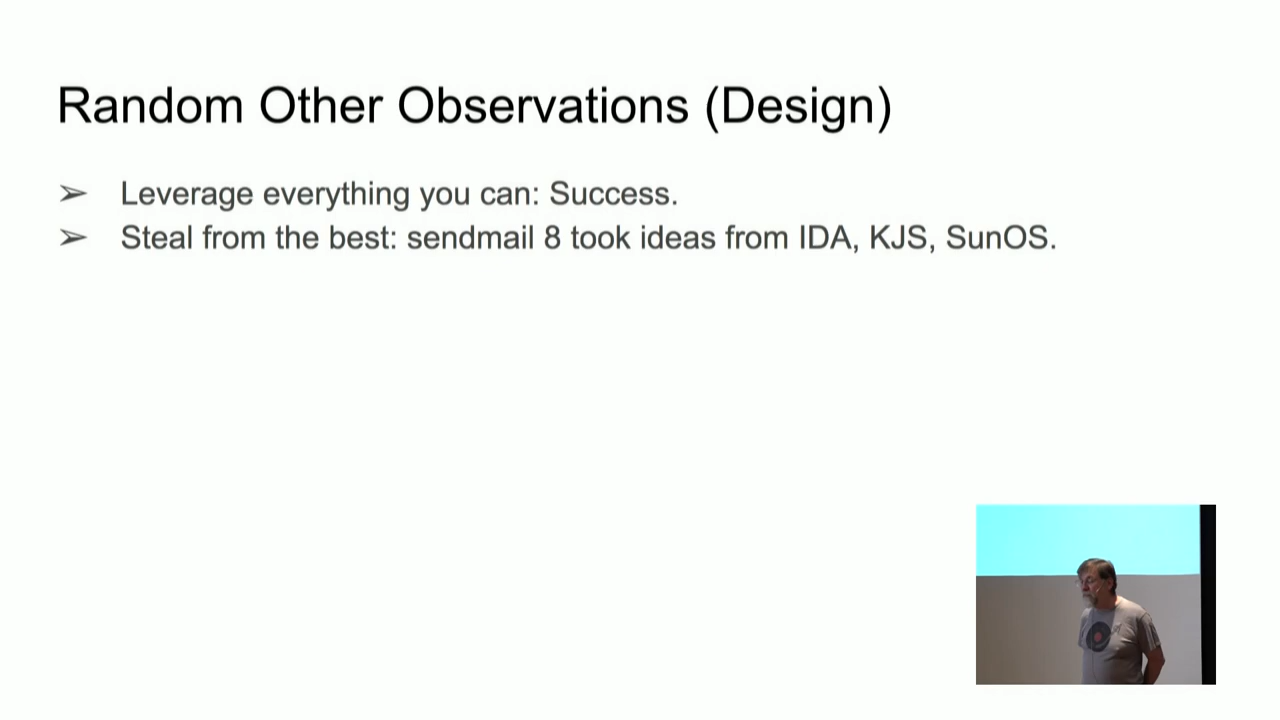 Random Other Observations (Design)
➢ Leverage everything you can: Success.
➢ Steal from the best: sendmail 8 took ideas from IDA, KJS, SunOS.